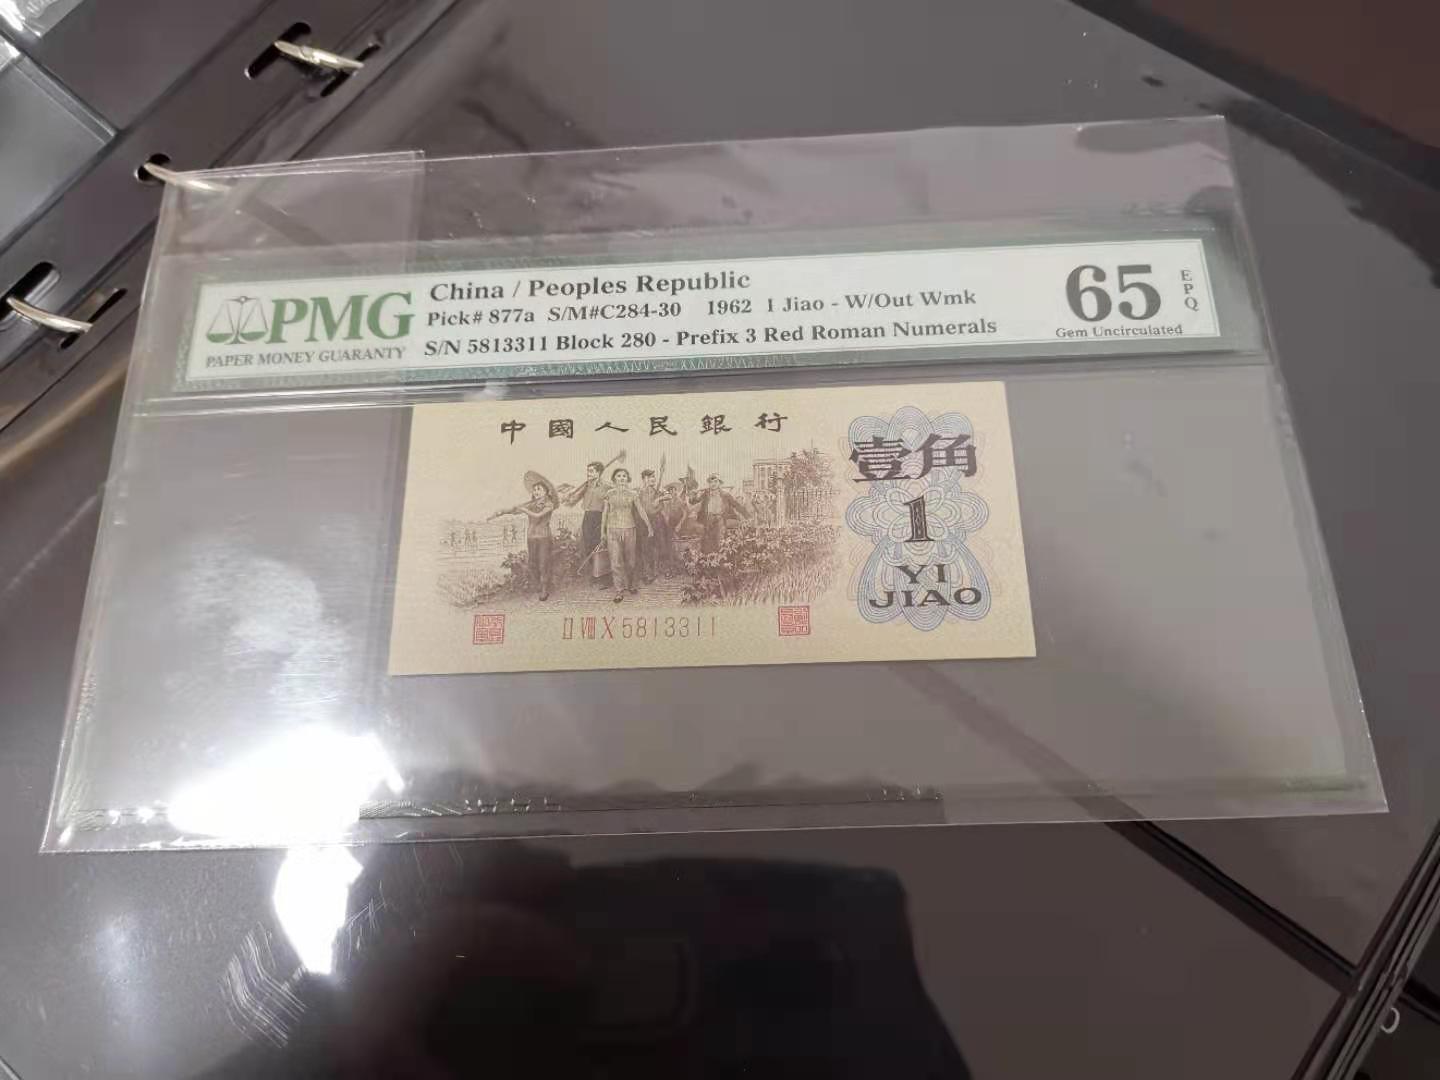 PMG
PAPER MONEY GUARANTY
China / Peoples Republic
Pick# 877a S/M#C284-30 1962 1 Jiao - W/Out Wmk
S/N 5813311 Block 280 - Prefix 3 Red Roman Numerals
65
EPQ
Gem Uncirculated
中國人民銀行
壹角
1
YI
JIAO
II VIII X 5813311